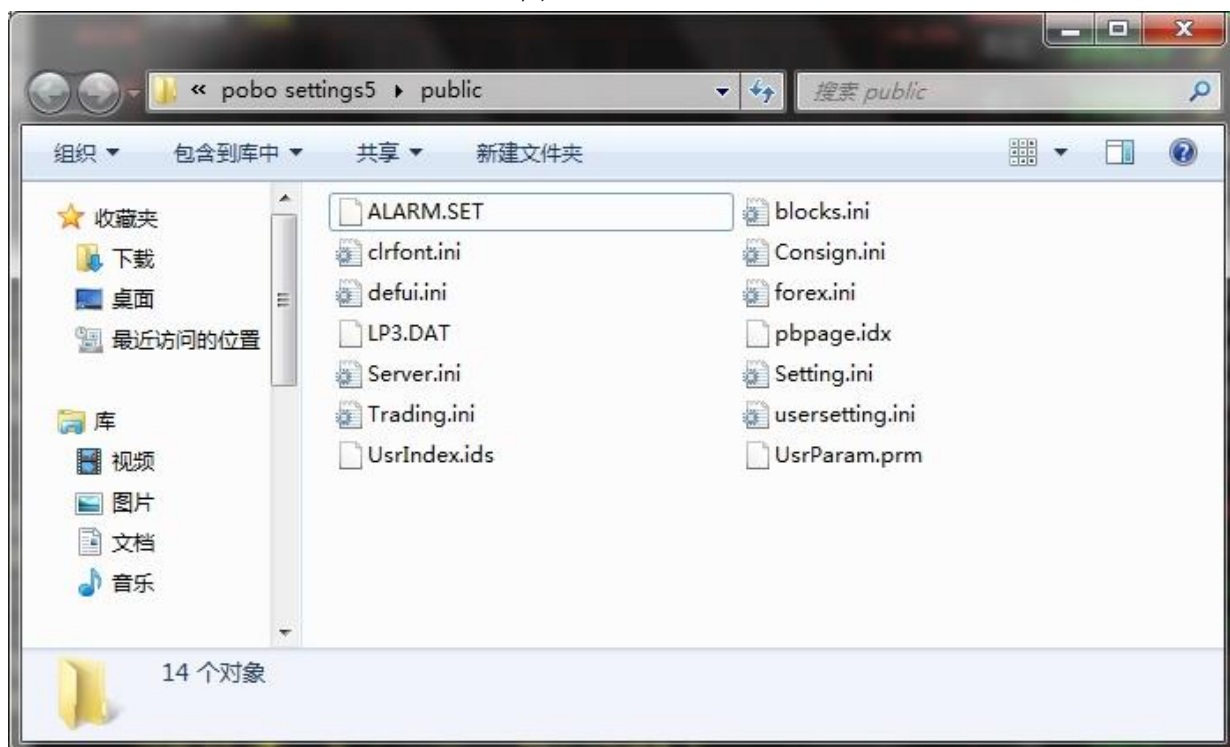 « pobo settings5 ▸ public
搜索 public
组织
包含到库中
共享
新建文件夹
收藏夹
下载
桌面
最近访问的位置
库
视频
图片
文档
音乐
ALARM.SET
blocks.ini
clrfont.ini
Consign.ini
defui.ini
forex.ini
LP3.DAT
pbpage.idx
Server.ini
Setting.ini
Trading.ini
usersetting.ini
UsrIndex.ids
UsrParam.prm
14 个对象